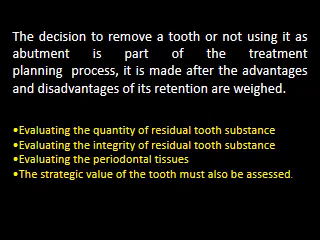 The decision to remove a tooth or not using it as
abutment is part of the treatment
planning process, it is made after the advantages
and disadvantages of its retention are weighed.
•Evaluating the quantity of residual tooth substance
•Evaluating the integrity of residual tooth substance
•Evaluating the periodontal tissues
•The strategic value of the tooth must also be assessed.